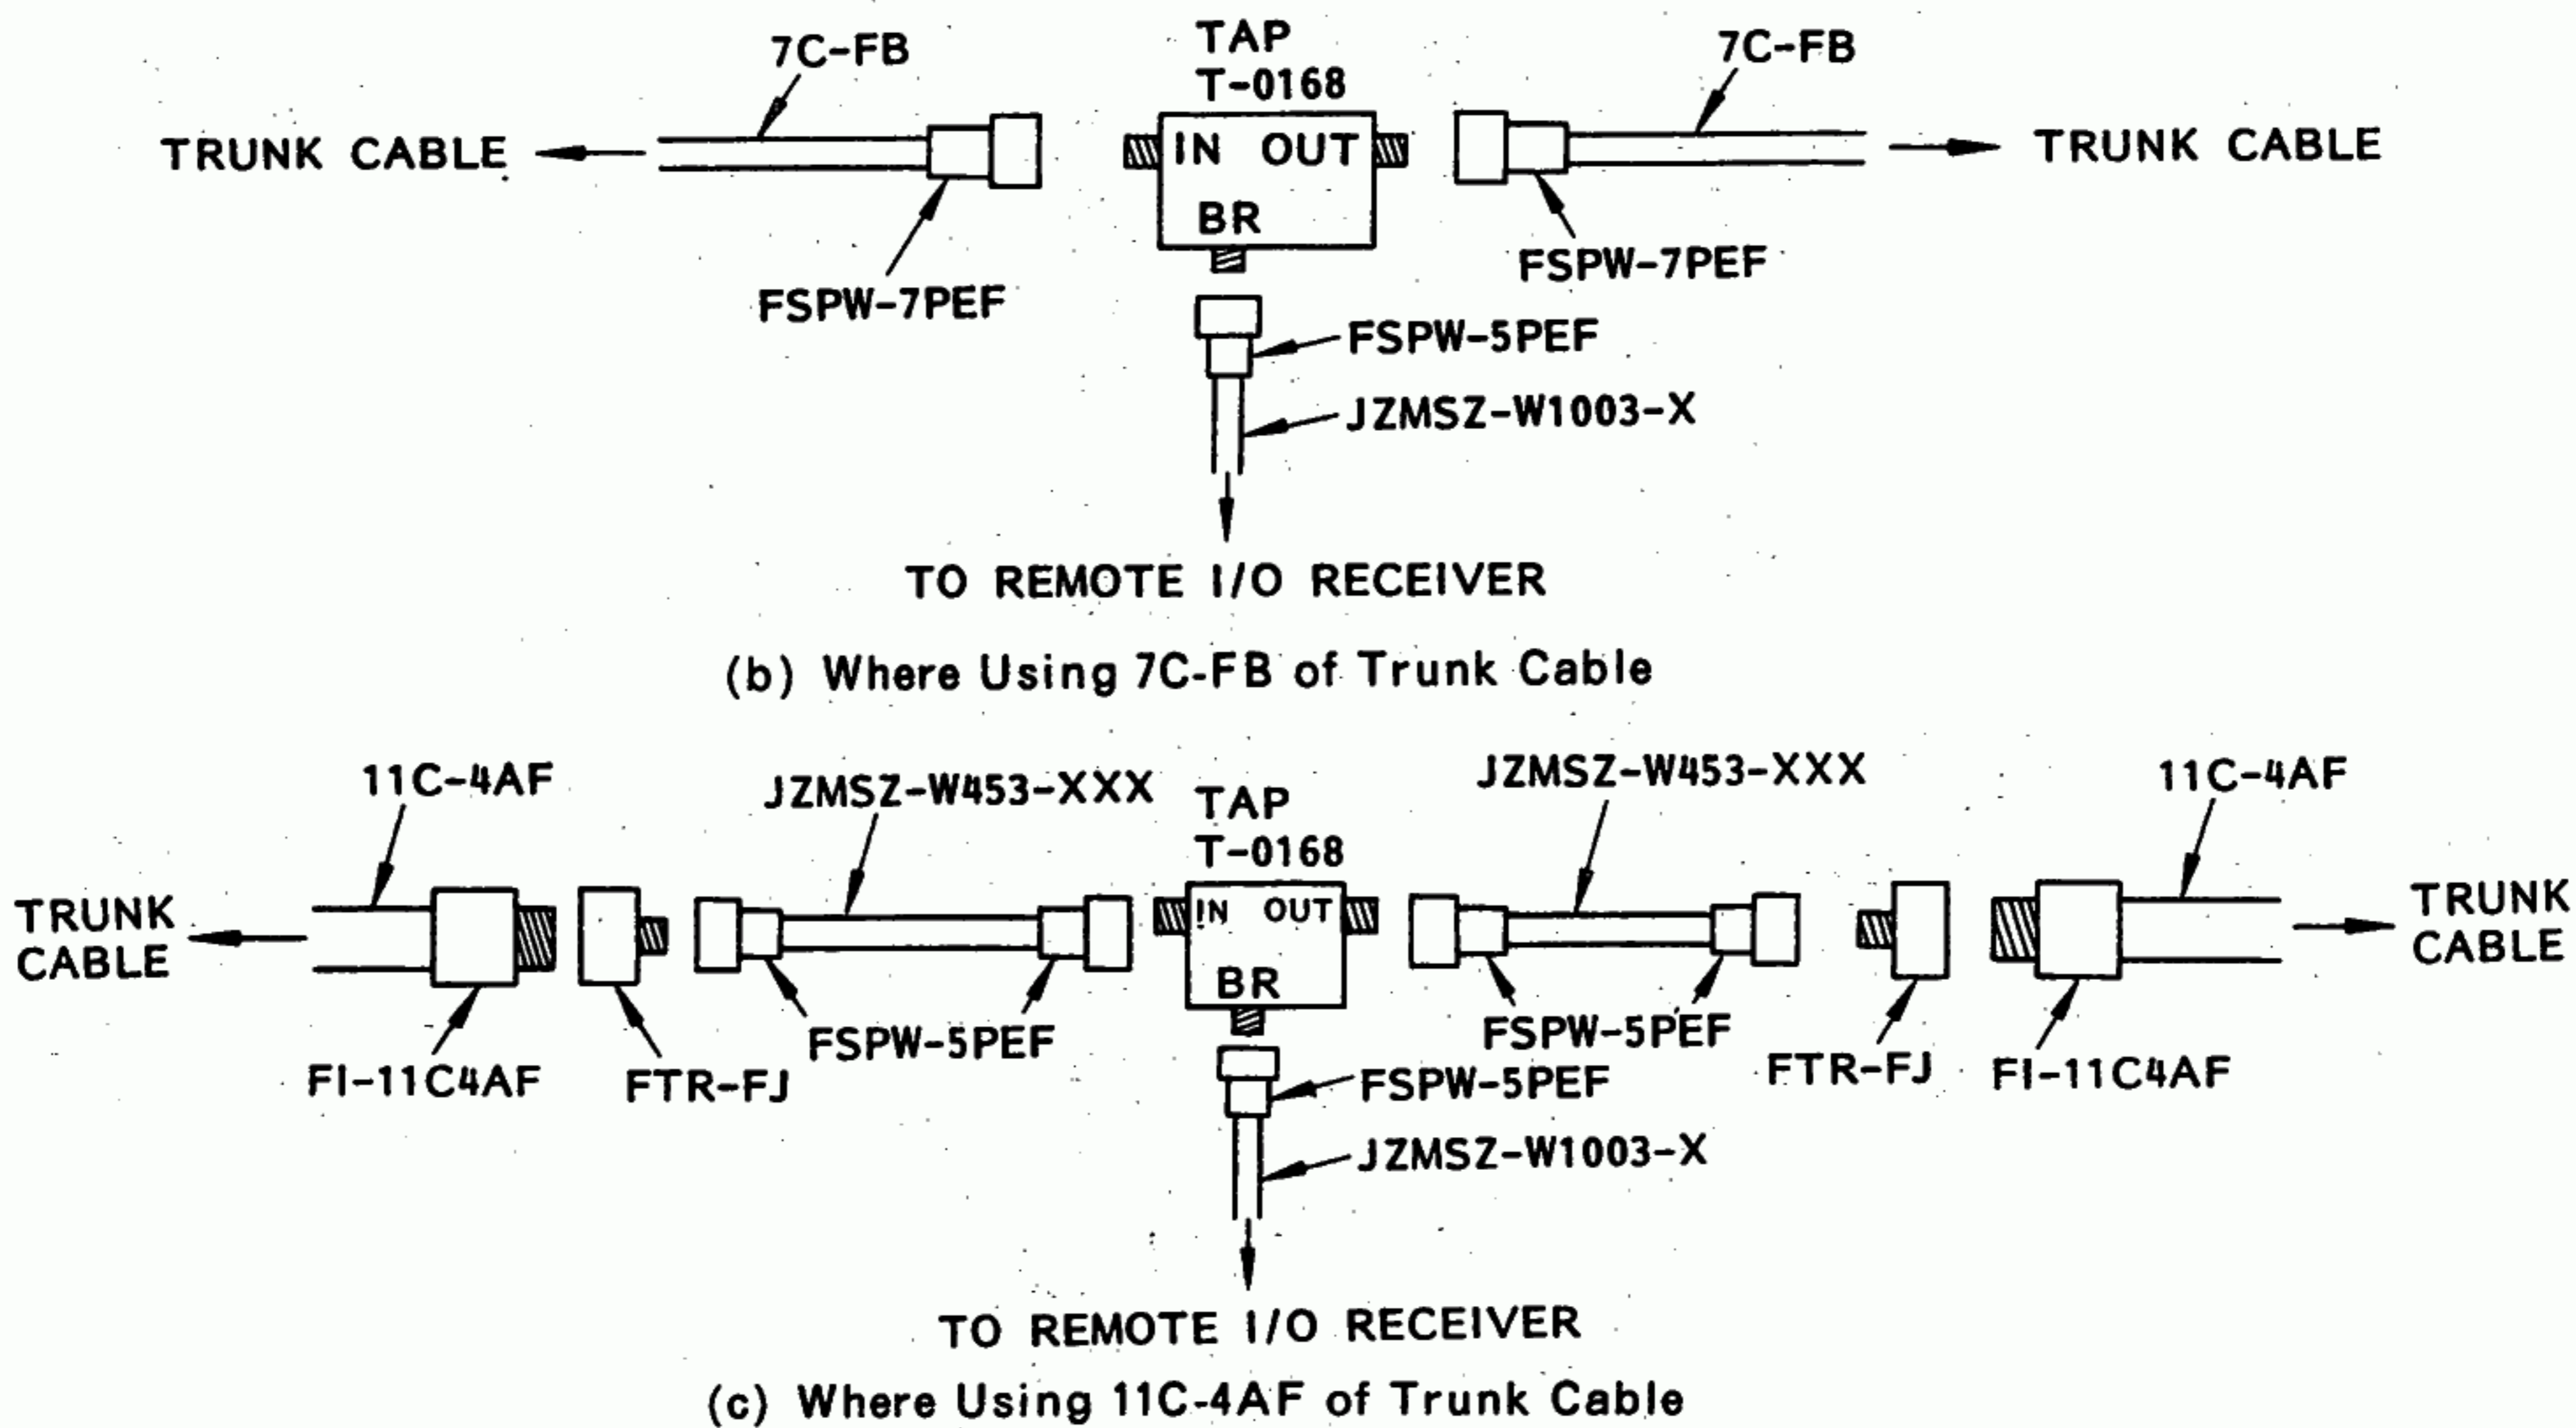 7C-FB
TAP
T-0168
7C-FB
TRUNK CABLE
IN OUT
TRUNK CABLE
BR
FSPW-7PEF
FSPW-7PEF
FSPW-5PEF
JZMSZ-W1003-X
TO REMOTE I/O RECEIVER
(b) Where Using 7C-FB of Trunk Cable
11C-4AF
JZMSZ-W453-XXX
TAP
T-0168
JZMSZ-W453-XXX
11C-4AF
TRUNK
CABLE
IN OUT
TRUNK
CABLE
BR
FI-11C4AF
FTR-FJ
FSPW-5PEF
FSPW-5PEF
FTR-FJ
FI-11C4AF
FSPW-5PEF
JZMSZ-W1003-X
TO REMOTE I/O RECEIVER
(c) Where Using 11C-4AF of Trunk Cable